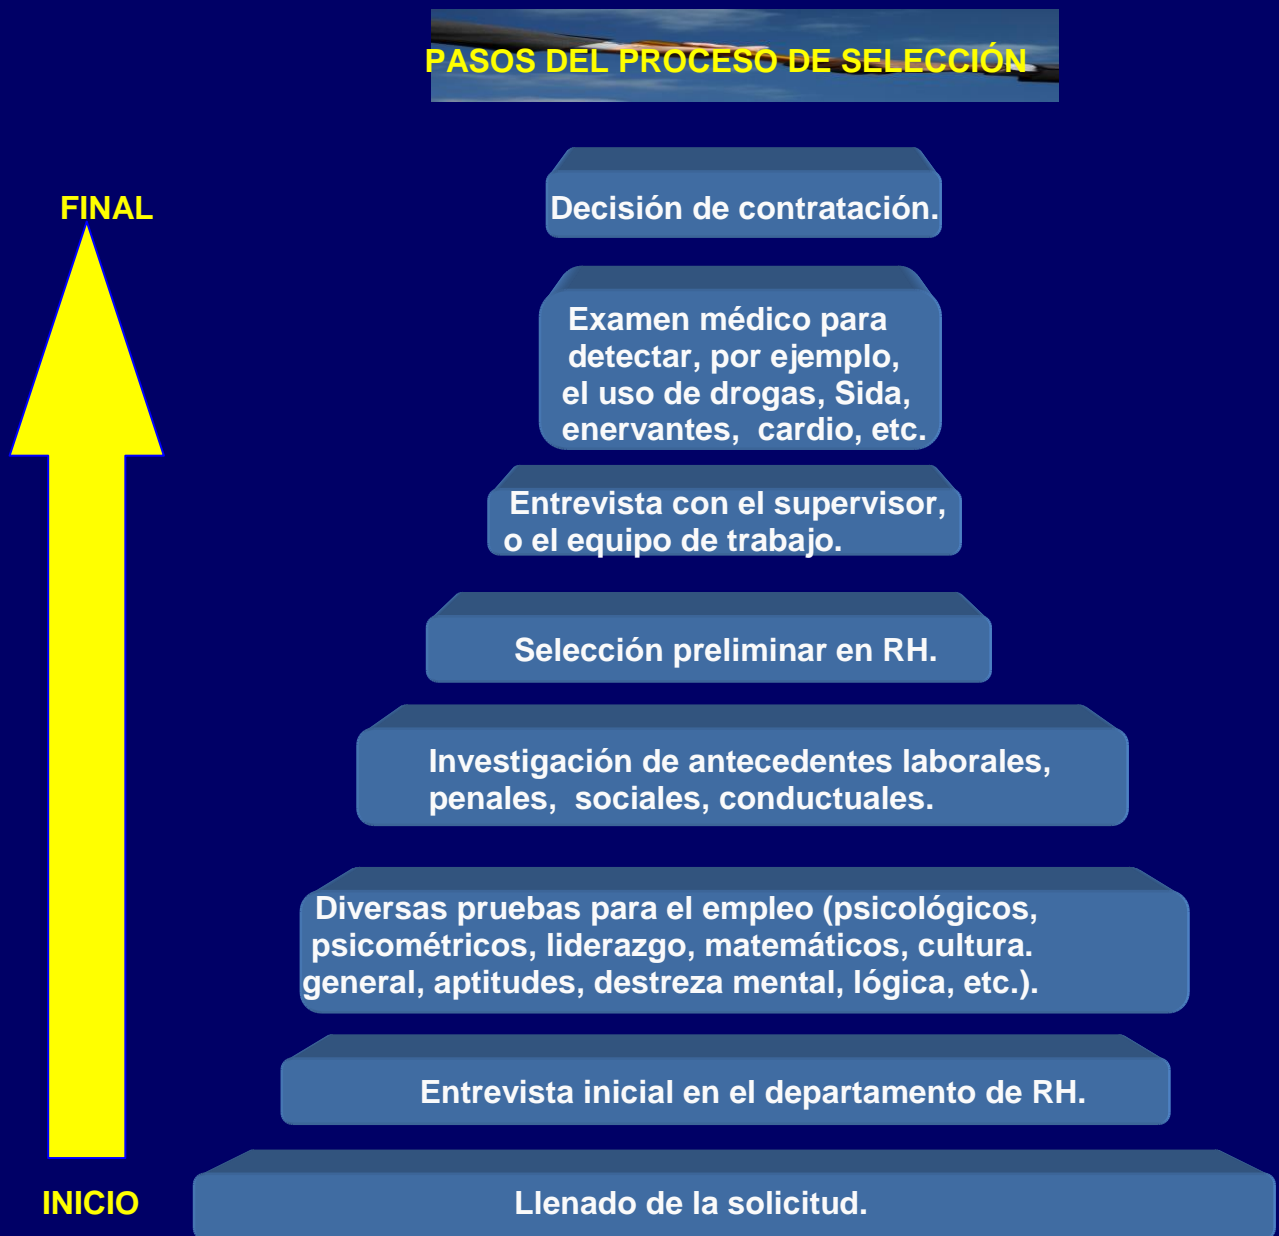 PASOS DEL PROCESO DE SELECCIÓN
FINAL
Decisión de contratación.
Examen médico para
detectar, por ejemplo,
el uso de drogas, Sida,
enervantes, cardio, etc.
Entrevista con el supervisor,
o el equipo de trabajo.
Selección preliminar en RH.
Investigación de antecedentes laborales,
penales, sociales, conductuales.
Diversas pruebas para el empleo (psicológicos,
psicométricos, liderazgo, matemáticos, cultura.
general, aptitudes, destreza mental, lógica, etc.).
Entrevista inicial en el departamento de RH.
INICIO
Llenado de la solicitud.